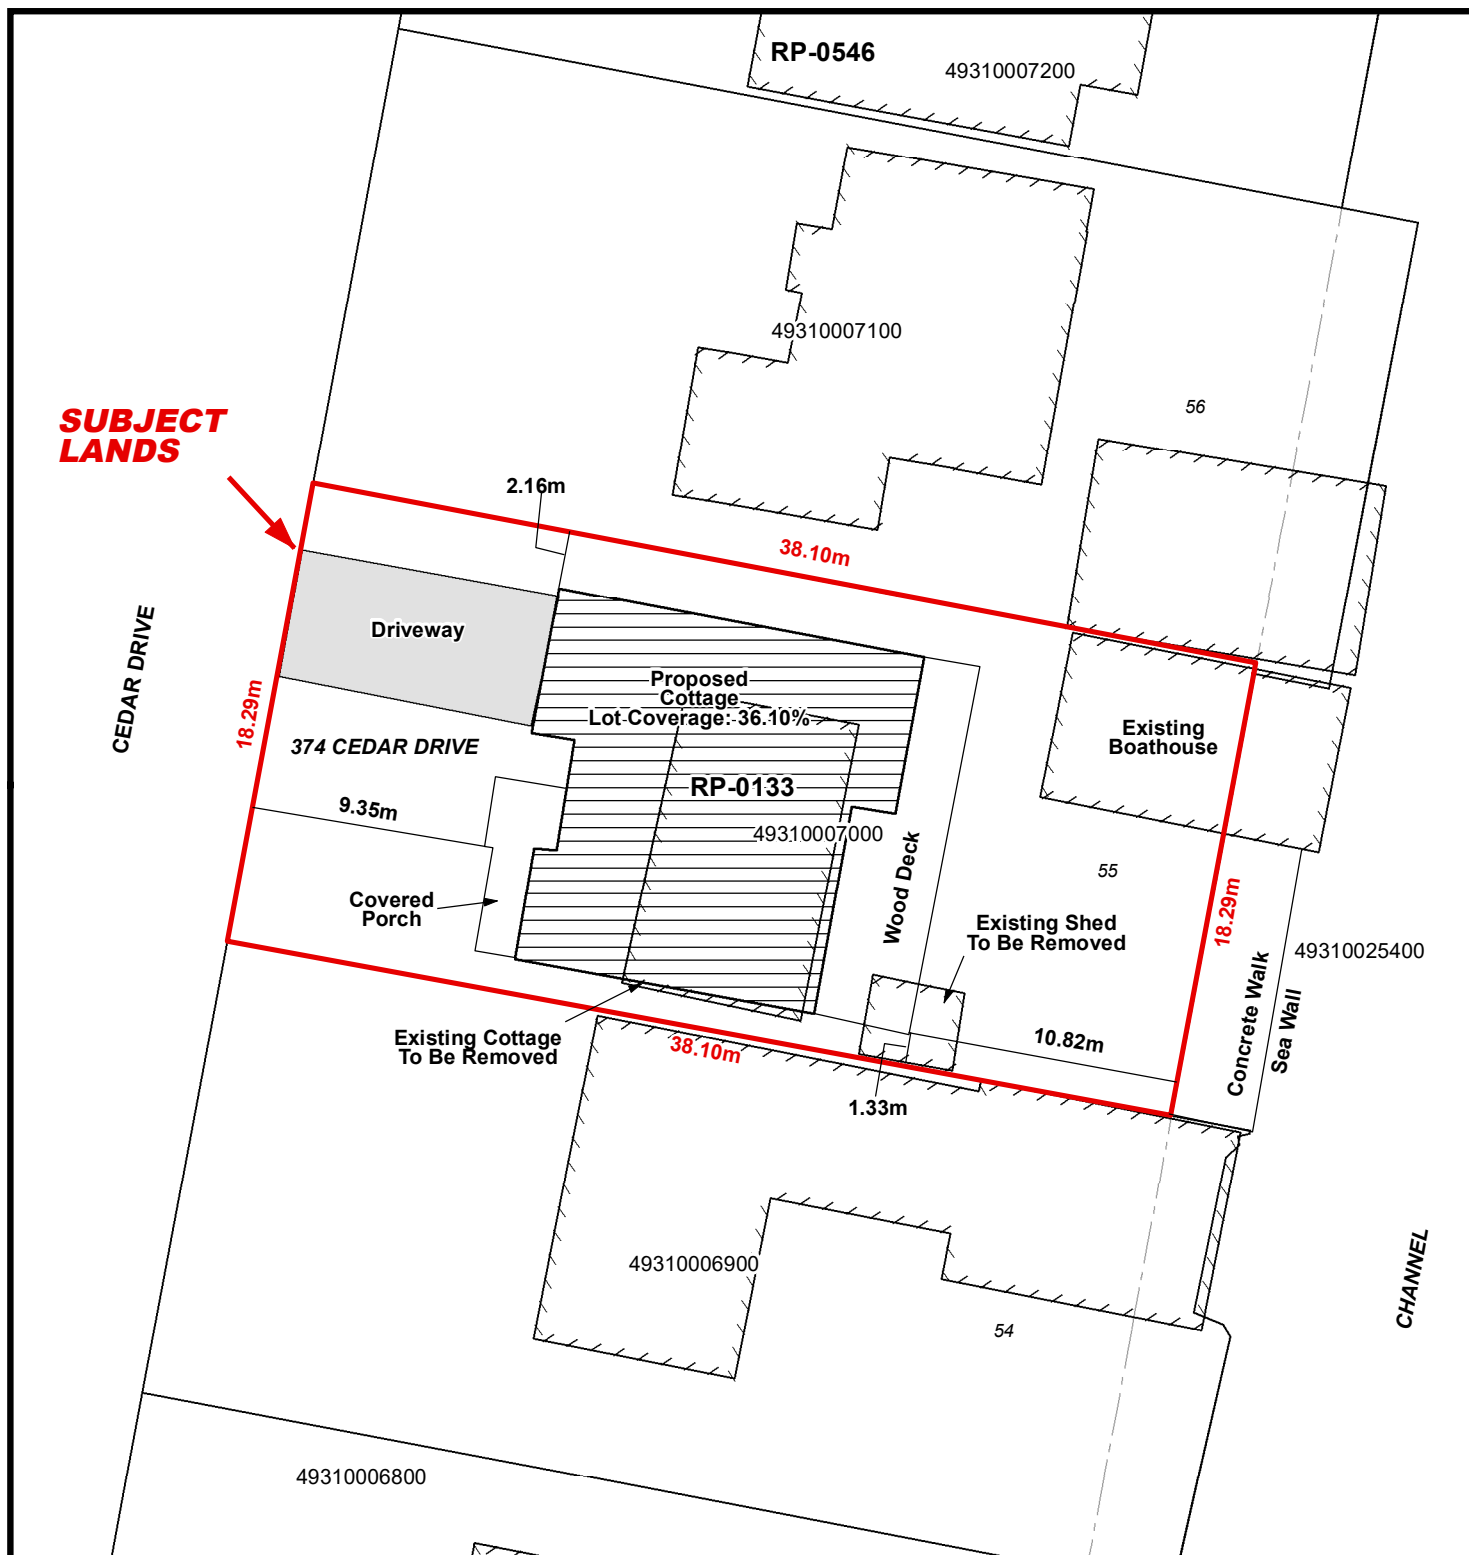 RP-0546
49310007200
49310007100
56
SUBJECT
LANDS
2.16m
38.10m
Driveway
CEDAR DRIVE
18.29m
374 CEDAR DRIVE
Proposed
Cottage
Lot Coverage: 36.10%
RP-0133
49310007000
Existing
Boathouse
9.35m
Covered
Porch
Wood Deck
55
Existing Shed
To Be Removed
18.29m
49310025400
Concrete Walk
Sea Wall
Existing Cottage
To Be Removed
38.10m
10.82m
1.33m
49310006900
54
CHANNEL
49310006800